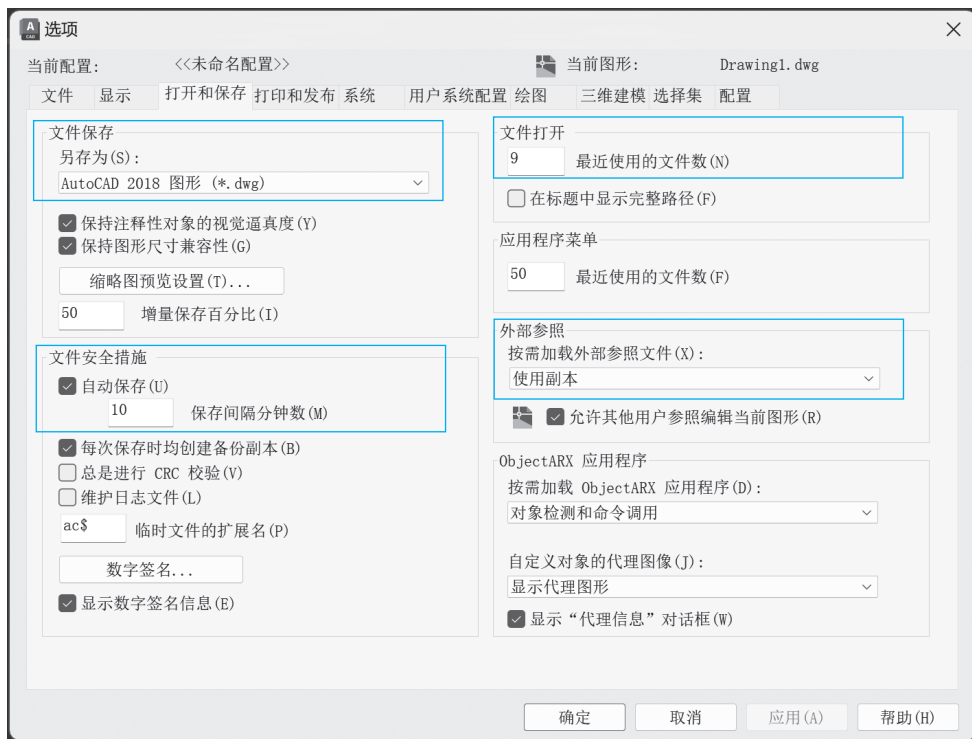 A
CAD
选项
当前配置: <<未命名配置>> 当前图形: Drawing1.dwg
文件 显示 打开和保存 打印和发布 系统 用户系统配置 绘图 三维建模 选择集 配置
文件保存
另存为(S):
AutoCAD 2018 图形 (*.dwg)
保持注释性对象的视觉逼真度(Y)
保持图形尺寸兼容性(G)
缩略图预览设置(T)...
50 增量保存百分比(I)
文件安全措施
自动保存(U)
10 保存间隔分钟数(M)
每次保存时均创建备份副本(B)
总是进行 CRC 校验(V)
维护日志文件(L)
ac$ 临时文件的扩展名(P)
数字签名...
显示数字签名信息(E)
文件打开
9 最近使用的文件数(N)
在标题中显示完整路径(F)
应用程序菜单
50 最近使用的文件数(F)
外部参照
按需加载外部参照文件(X):
使用副本
允许其他用户参照编辑当前图形(R)
ObjectARX 应用程序
按需加载 ObjectARX 应用程序(D):
对象检测和命令调用
自定义对象的代理图像(J):
显示代理图形
显示“代理信息”对话框(W)
确定 取消 应用(A) 帮助(H)